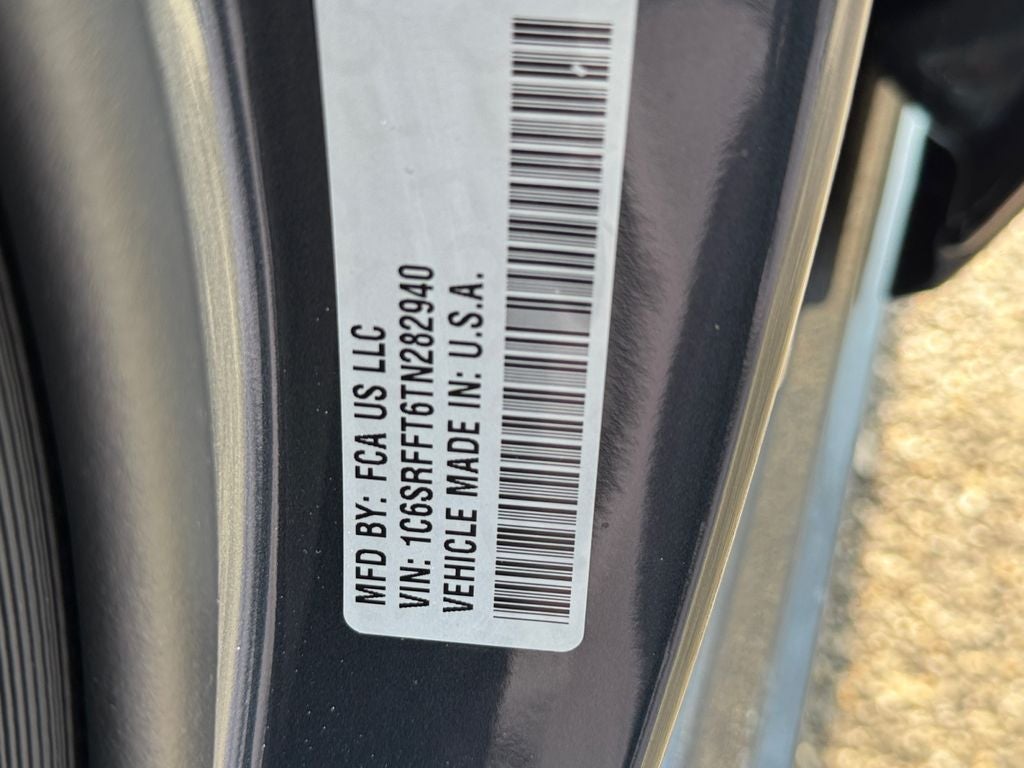 MFD BY: FCA US LLC
VIN: 1C6SRFFT6TN282940
VEHICLE MADE IN: U.S.A.